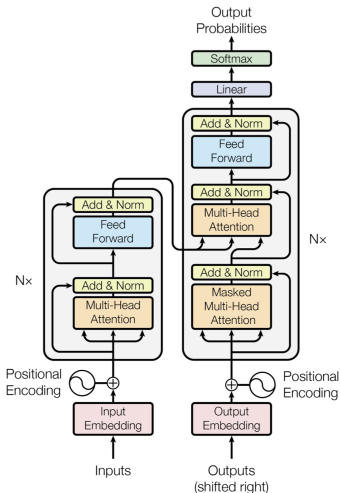 Output
Probabilities
Softmax
Linear
Add & Norm
Feed
Forward
Add & Norm
Multi-Head
Attention
Add & Norm
Masked
Multi-Head
Attention
N×
Add & Norm
Feed
Forward
N×
Add & Norm
Multi-Head
Attention
Positional
Encoding
Positional
Encoding
Input
Embedding
Output
Embedding
Inputs
Outputs
(shifted right)